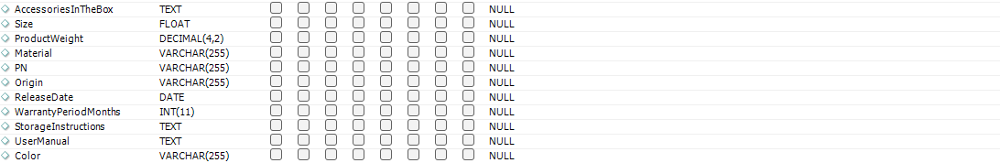 AccessoriesInTheBox TEXT NULL
Size FLOAT NULL
ProductWeight DECIMAL(4,2) NULL
Material VARCHAR(255) NULL
PN VARCHAR(255) NULL
Origin VARCHAR(255) NULL
ReleaseDate DATE NULL
WarrantyPeriodMonths INT(11) NULL
StorageInstructions TEXT NULL
UserManual TEXT NULL
Color VARCHAR(255) NULL